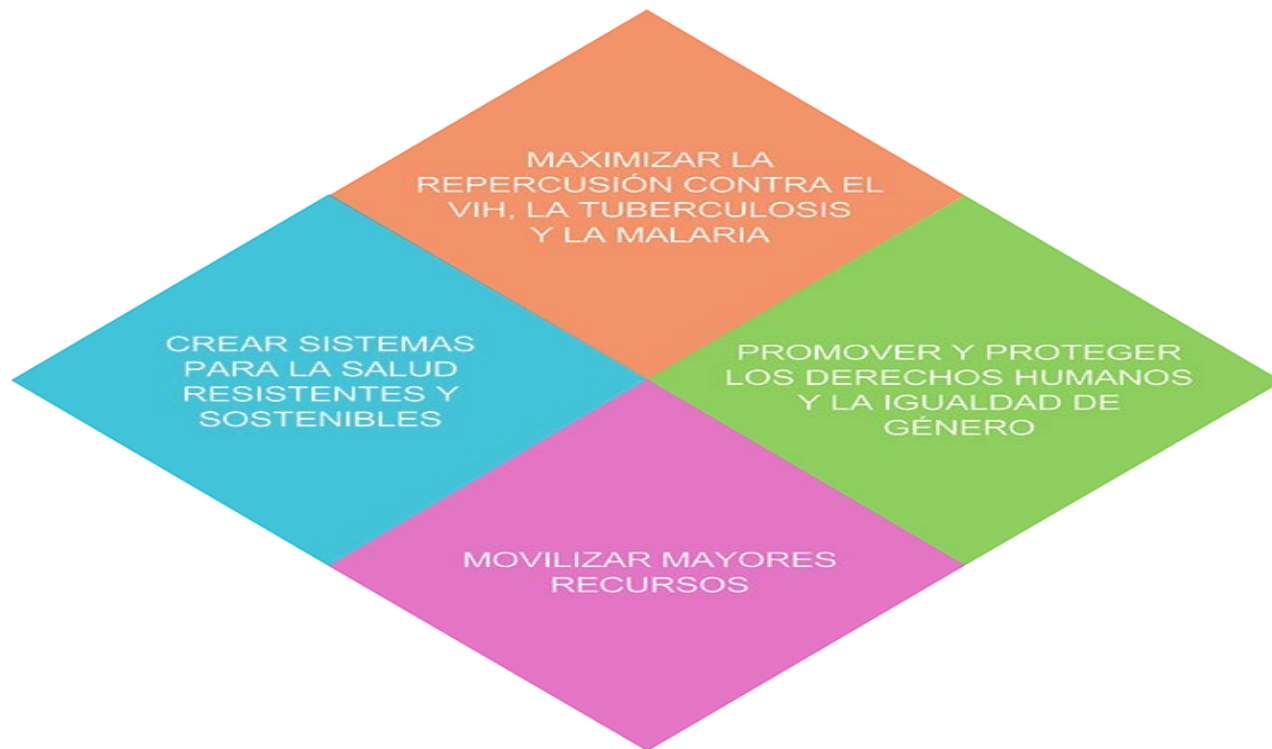 MAXIMIZAR LA
REPERCUSIÓN CONTRA EL
VIH, LA TUBERCULOSIS
Y LA MALARIA
CREAR SISTEMAS
PARA LA SALUD
RESISTENTES Y
SOSTENIBLES
PROMOVER Y PROTEGER
LOS DERECHOS HUMANOS
Y LA IGUALDAD DE
GÉNERO
MOVILIZAR MAYORES
RECURSOS